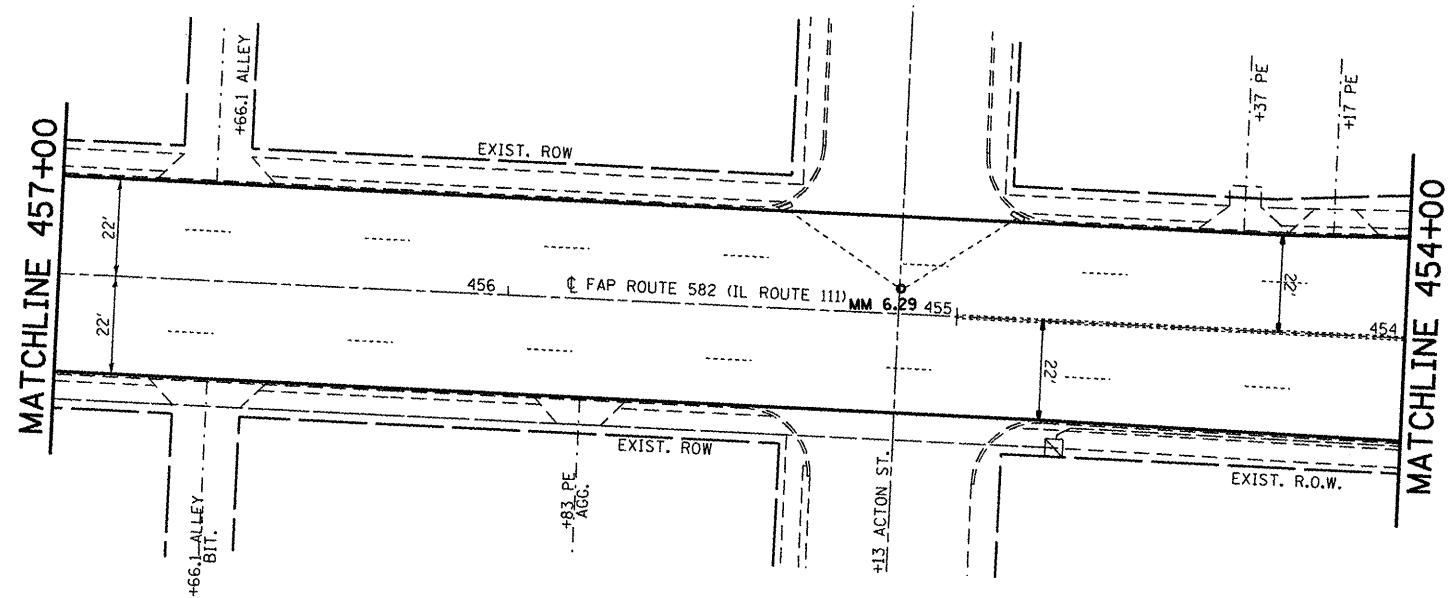 +66.1 ALLEY
+37 PE
+17 PE
EXIST. ROW
MATCHLINE 457+00
MATCHLINE 454+00
22'
22'
22'
22'
456
℄ FAP ROUTE 582 (IL ROUTE 111)
MM 6.29
455
454
EXIST. ROW
EXIST. R.O.W.
+66.1 ALLEY
BIT.
+83 PE
AGG.
+13 ACTON ST.